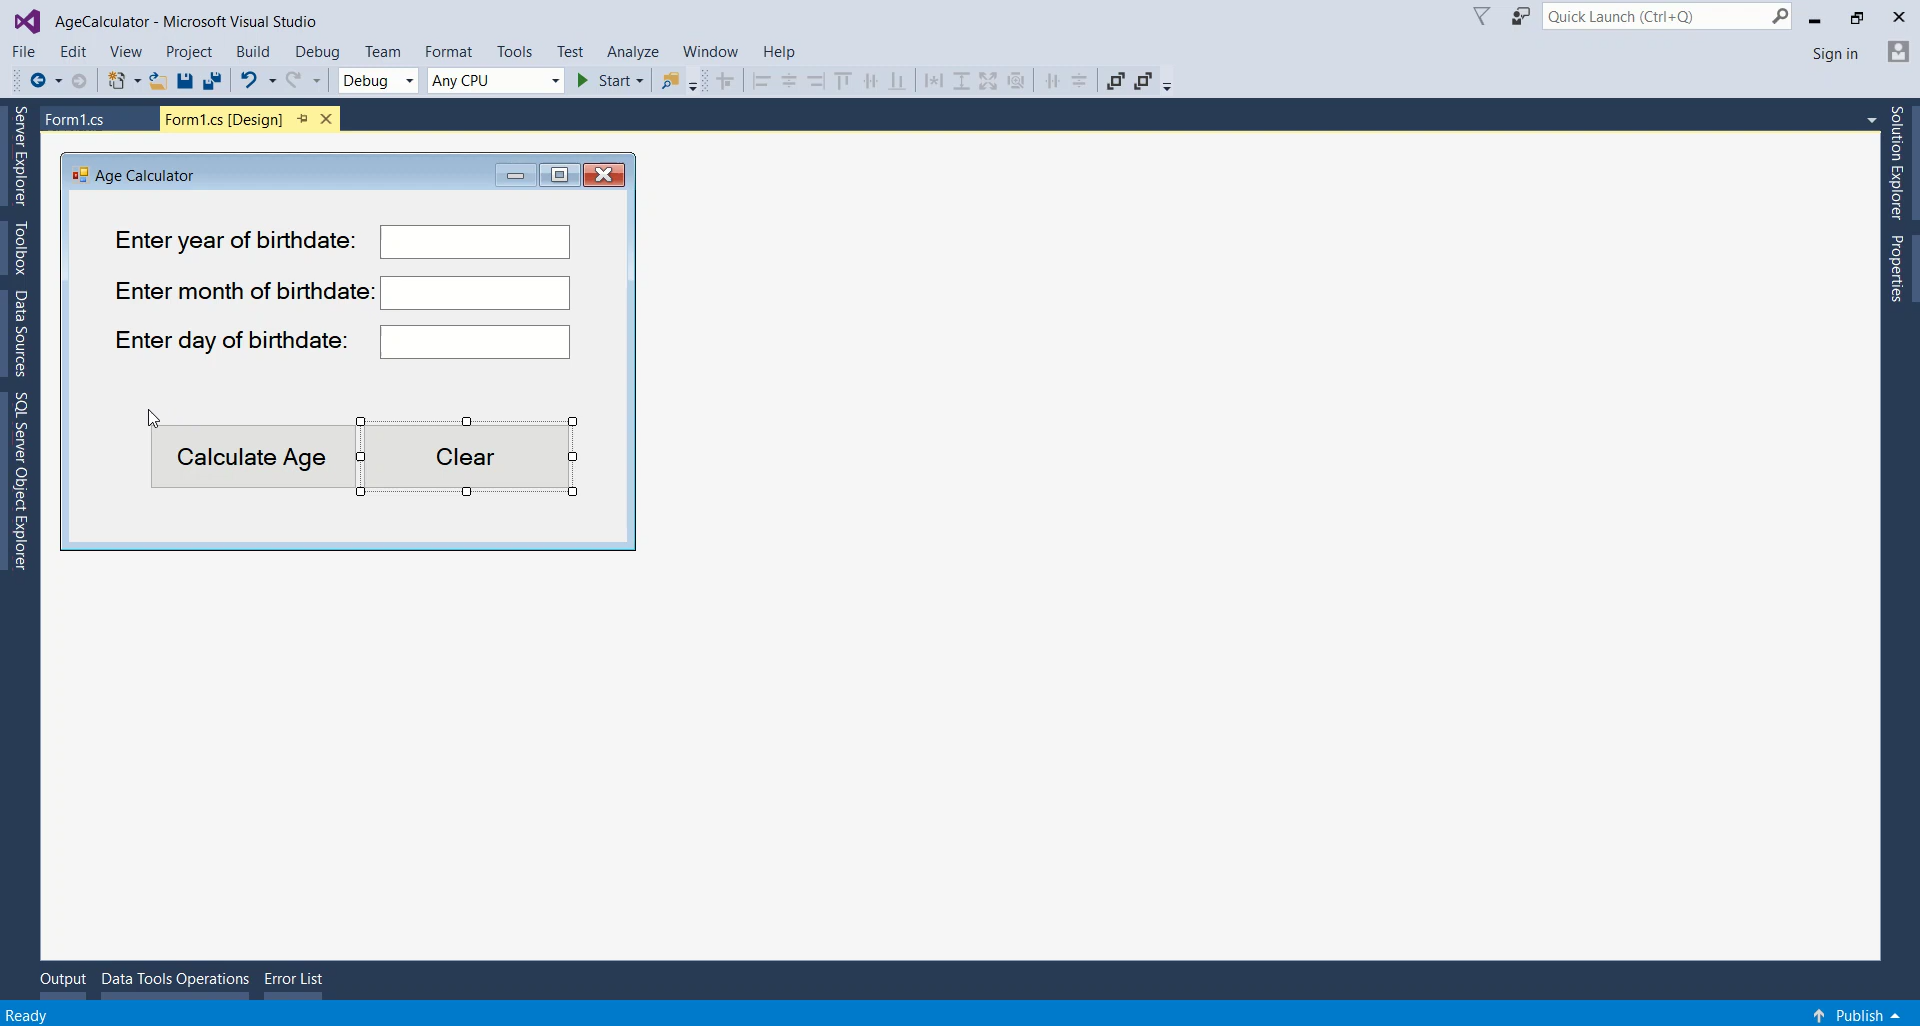 AgeCalculator - Microsoft Visual Studio
Quick Launch (Ctrl+Q)
File Edit View Project Build Debug Team Format Tools Test Analyze Window Help
Sign in
Debug Any CPU Start
Form1.cs Form1.cs [Design]
Server Explorer
Toolbox
Data Sources
SQL Server Object Explorer
Age Calculator
Enter year of birthdate:
Enter month of birthdate:
Enter day of birthdate:
Calculate Age Clear
Solution Explorer
Properties
Output Data Tools Operations Error List
Ready Publish